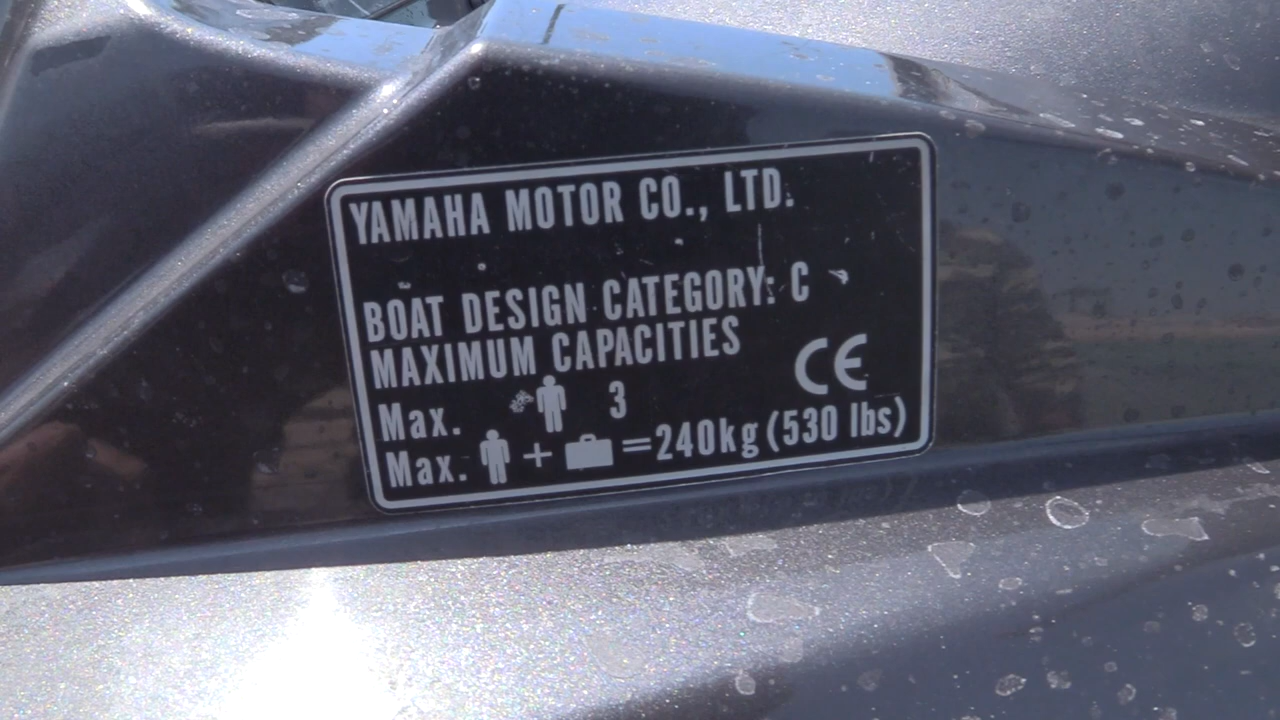 YAMAHA MOTOR CO., LTD.
BOAT DESIGN CATEGORY: C
MAXIMUM CAPACITIES
Max. 3
CE
Max. + =240kg (530 lbs)